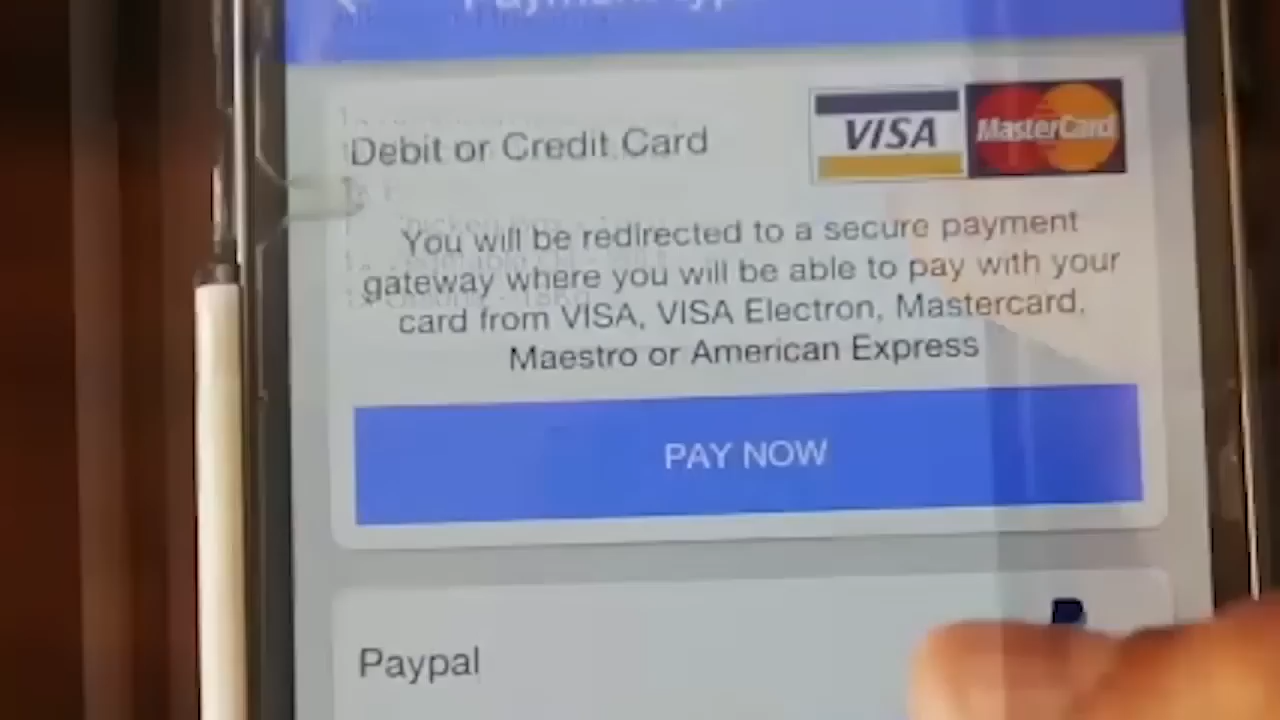 Debit or Credit Card
VISA
MasterCard
You will be redirected to a secure payment
gateway where you will be able to pay with your
card from VISA, VISA Electron, Mastercard,
Maestro or American Express
PAY NOW
Paypal